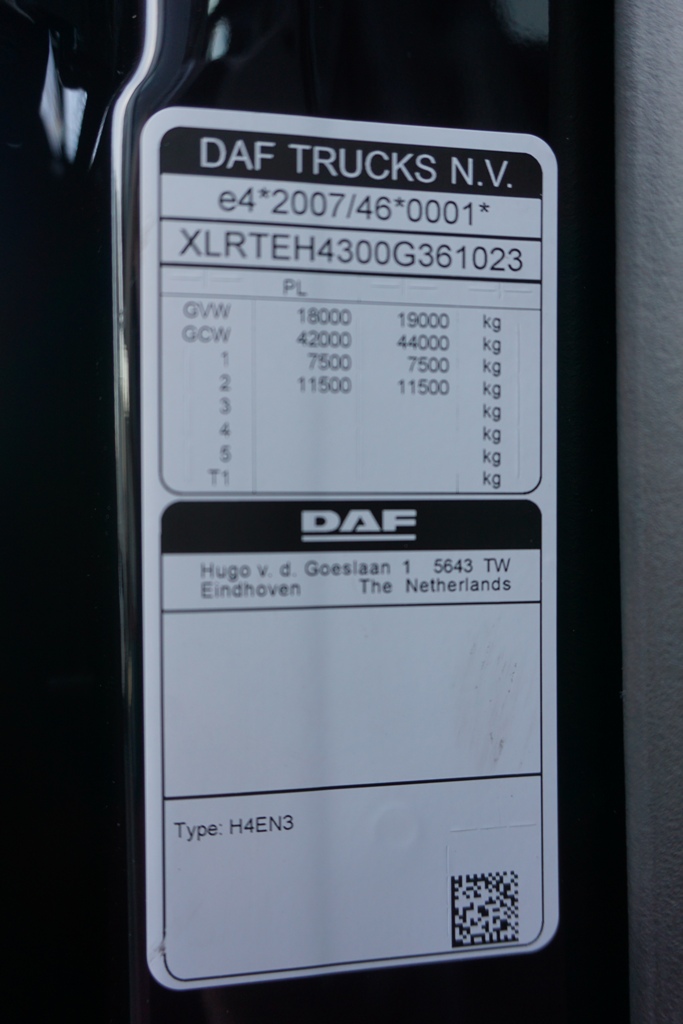 DAF TRUCKS N.V.
e4*2007/46*0001*
XLRTEH4300G361023
PL
GVW 18000 19000 kg
GCW 42000 44000 kg
1 7500 7500 kg
2 11500 11500 kg
3 kg
4 kg
5 kg
T1 kg
DAF
Hugo v. d. Goeslaan 1 5643 TW
Eindhoven The Netherlands
Type: H4EN3